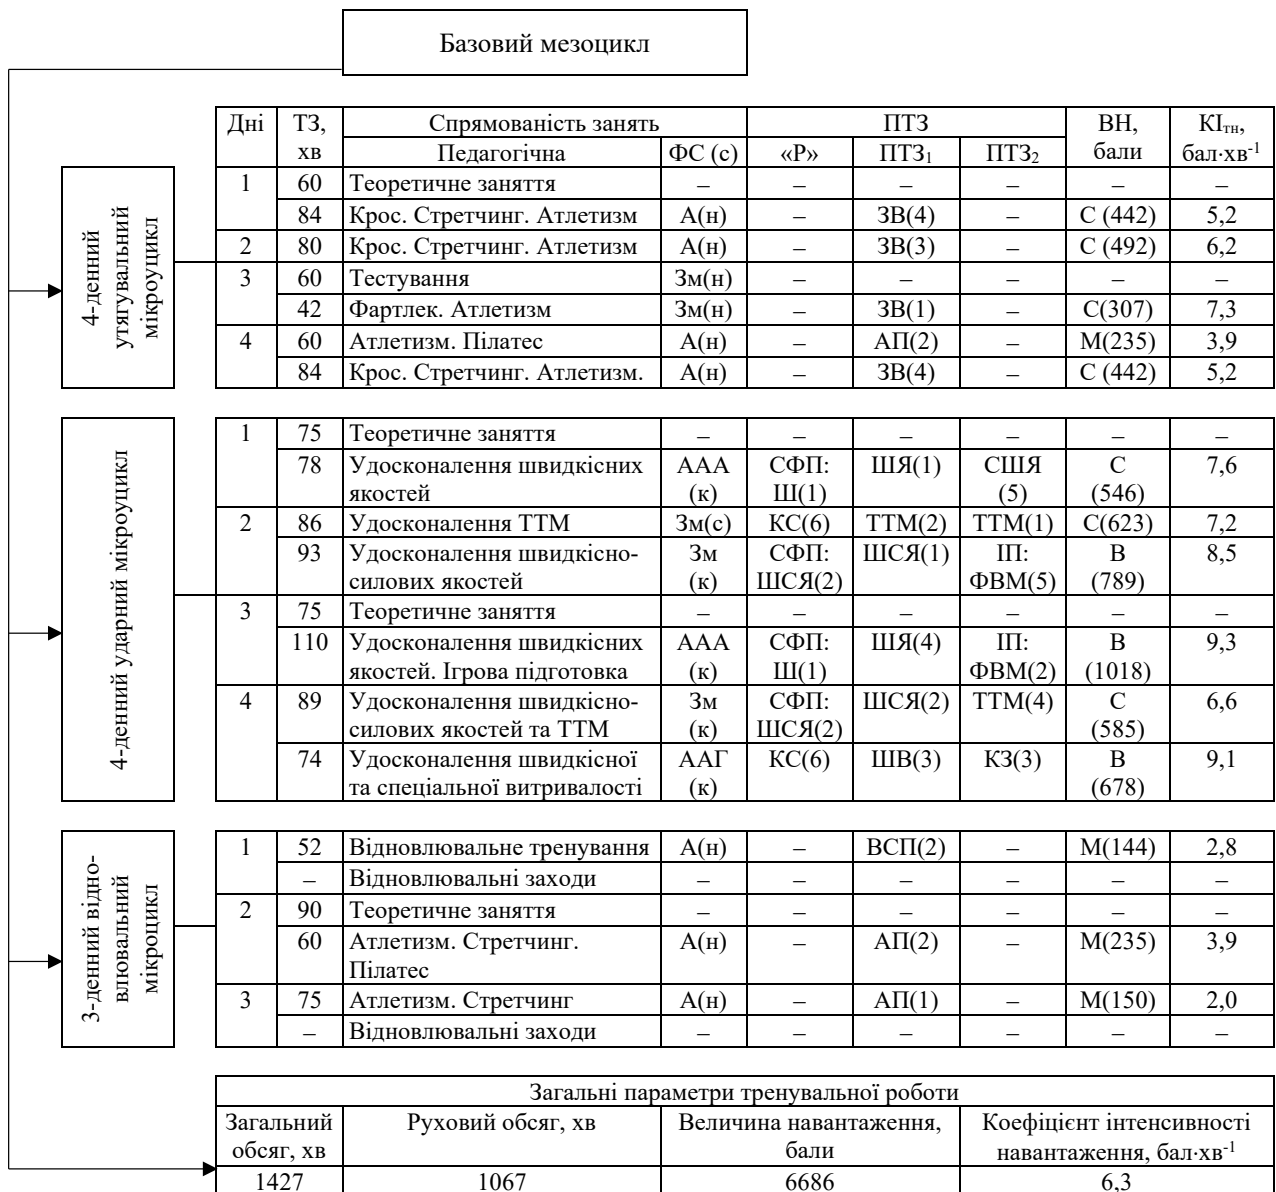 Базовий мезоцикл
Дні ТЗ, хв Спрямованість занять ПТЗ ВН, бали КІтн, бал·хв-1
Педагогічна ФС (с) «Р» ПТЗ1 ПТЗ2
4-денний
утягувальний
мікроуцикл
1 60 Теоретичне заняття – – – – – –
84 Крос. Стретчинг. Атлетизм А(н) – ЗВ(4) – С (442) 5,2
2 80 Крос. Стретчинг. Атлетизм А(н) – ЗВ(3) – С (492) 6,2
3 60 Тестування Зм(н) – – – – –
42 Фартлек. Атлетизм Зм(н) – ЗВ(1) – С(307) 7,3
4 60 Атлетизм. Пілатес А(н) – АП(2) – М(235) 3,9
84 Крос. Стретчинг. Атлетизм. А(н) – ЗВ(4) – С (442) 5,2
4-денний ударний мікроуцикл
1 75 Теоретичне заняття – – – – – –
78 Удосконалення швидкісних ААА СФП: ШЯ(1) СШЯ С 7,6
якостей (к) Ш(1) (5) (546)
2 86 Удосконалення ТТМ Зм(с) КС(6) ТТМ(2) ТТМ(1) С(623) 7,2
93 Удосконалення швидкісно- Зм СФП: ШСЯ(1) ІП: В 8,5
силових якостей (к) ШСЯ(2) ФВМ(5) (789)
3 75 Теоретичне заняття – – – – – –
110 Удосконалення швидкісних ААА СФП: ШЯ(4) ІП: В 9,3
якостей. Ігрова підготовка (к) Ш(1) ФВМ(2) (1018)
4 89 Удосконалення швидкісно- Зм СФП: ШСЯ(2) ТТМ(4) С 6,6
силових якостей та ТТМ (к) ШСЯ(2) (585)
74 Удосконалення швидкісної ААГ КС(6) ШВ(3) КЗ(3) В 9,1
та спеціальної витривалості (к) (678)
3-денний відно-
влювальний
мікроцикл
1 52 Відновлювальне тренування А(н) – ВСП(2) – М(144) 2,8
– Відновлювальні заходи – – – – – –
2 90 Теоретичне заняття – – – – – –
60 Атлетизм. Стретчинг. А(н) – АП(2) – М(235) 3,9
Пілатес
3 75 Атлетизм. Стретчинг А(н) – АП(1) – М(150) 2,0
– Відновлювальні заходи – – – – – –
Загальні параметри тренувальної роботи
Загальний Руховий обсяг, хв Величина навантаження, Коефіцієнт інтенсивності
обсяг, хв бали навантаження, бал·хв-1
1427 1067 6686 6,3